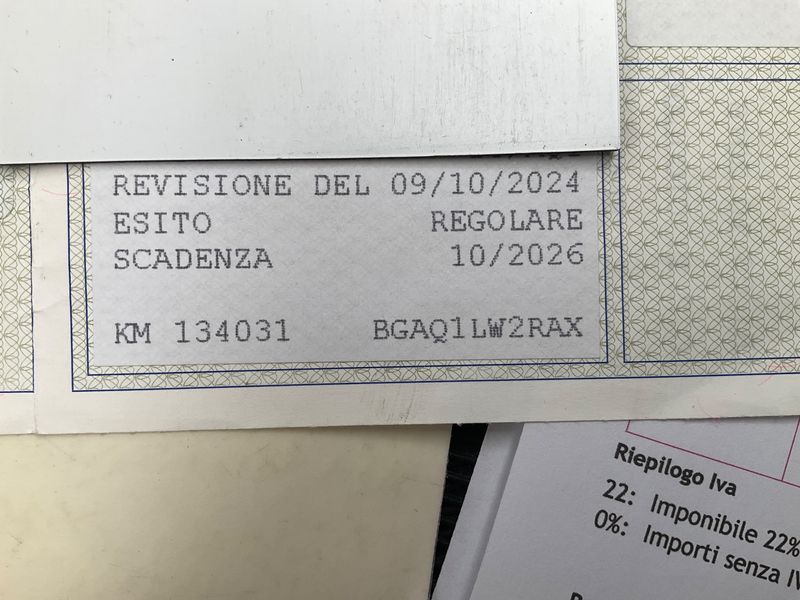 REVISIONE DEL 09/10/2024
ESITO REGOLARE
SCADENZA 10/2026
KM 134031 BGAQ1LW2RAX
Riepilogo Iva
22: Imponibile 22%
0%: Importi senza